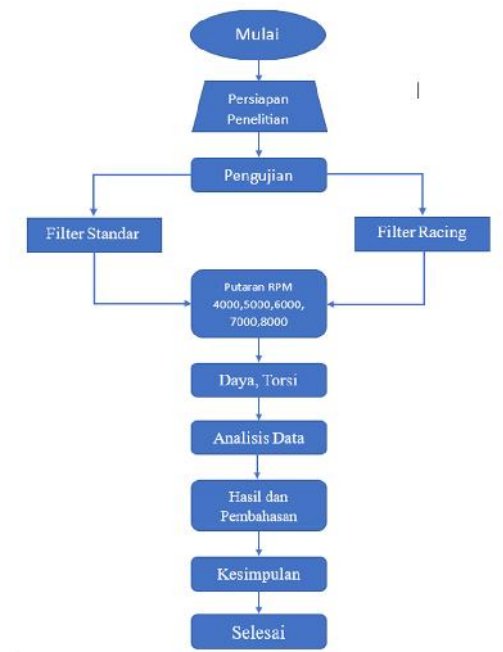 Mulai
Persiapan
Penelitian
Pengujian
Filter Standar
Filter Racing
Putaran RPM
4000,5000,6000,
7000,8000
Daya, Torsi
Analisis Data
Hasil dan
Pembahasan
Kesimpulan
Selesai